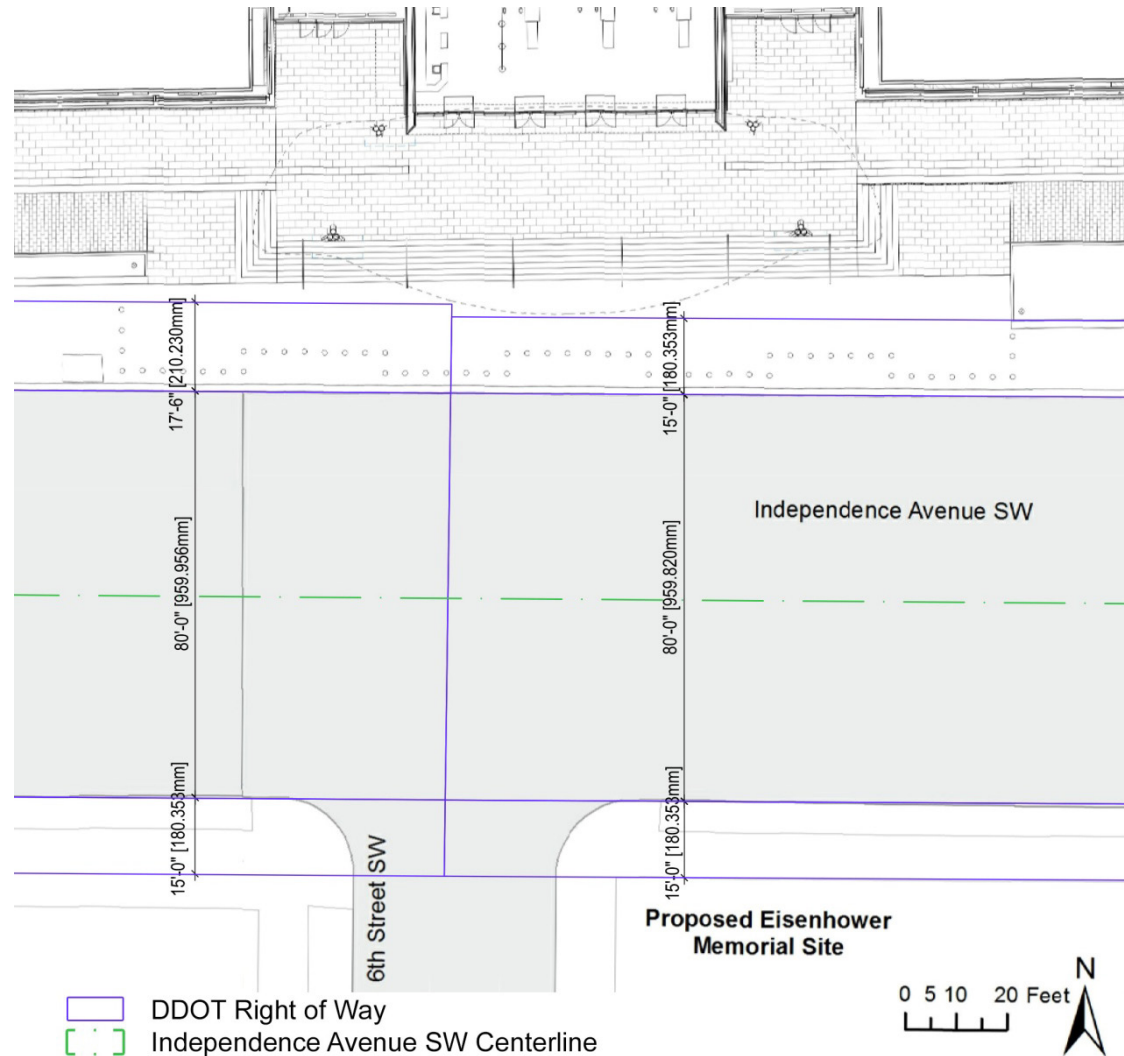 17'-6" [210.230mm]
15'-0" [180.353mm]
Independence Avenue SW
80'-0" [959.956mm]
80'-0" [959.820mm]
15'-0" [180.353mm]
15'-0" [180.353mm]
6th Street SW
Proposed Eisenhower
Memorial Site
N
0 5 10 20 Feet
DDOT Right of Way
Independence Avenue SW Centerline